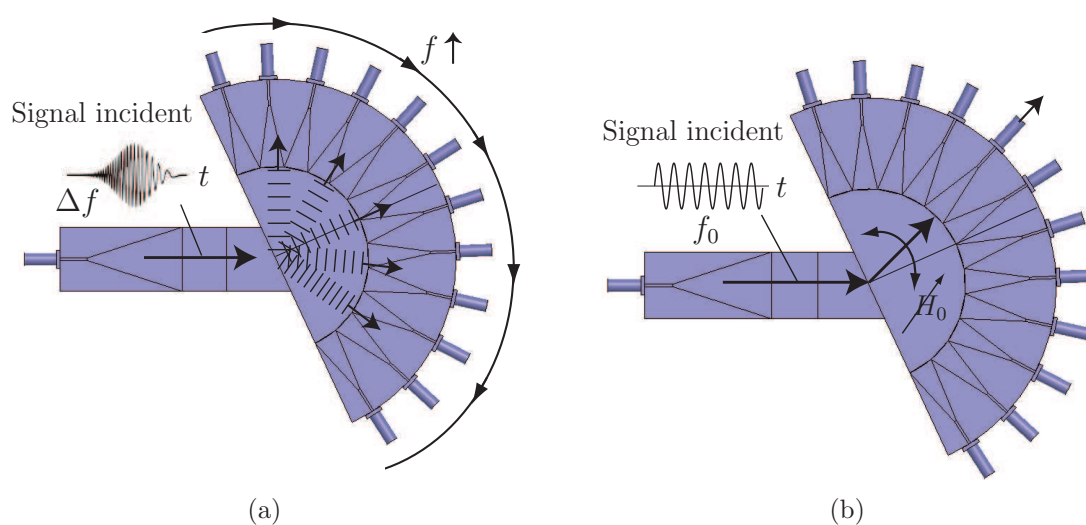 Signal incident
t
Δf
f
(a)
Signal incident
t
f₀
H₀
(b)